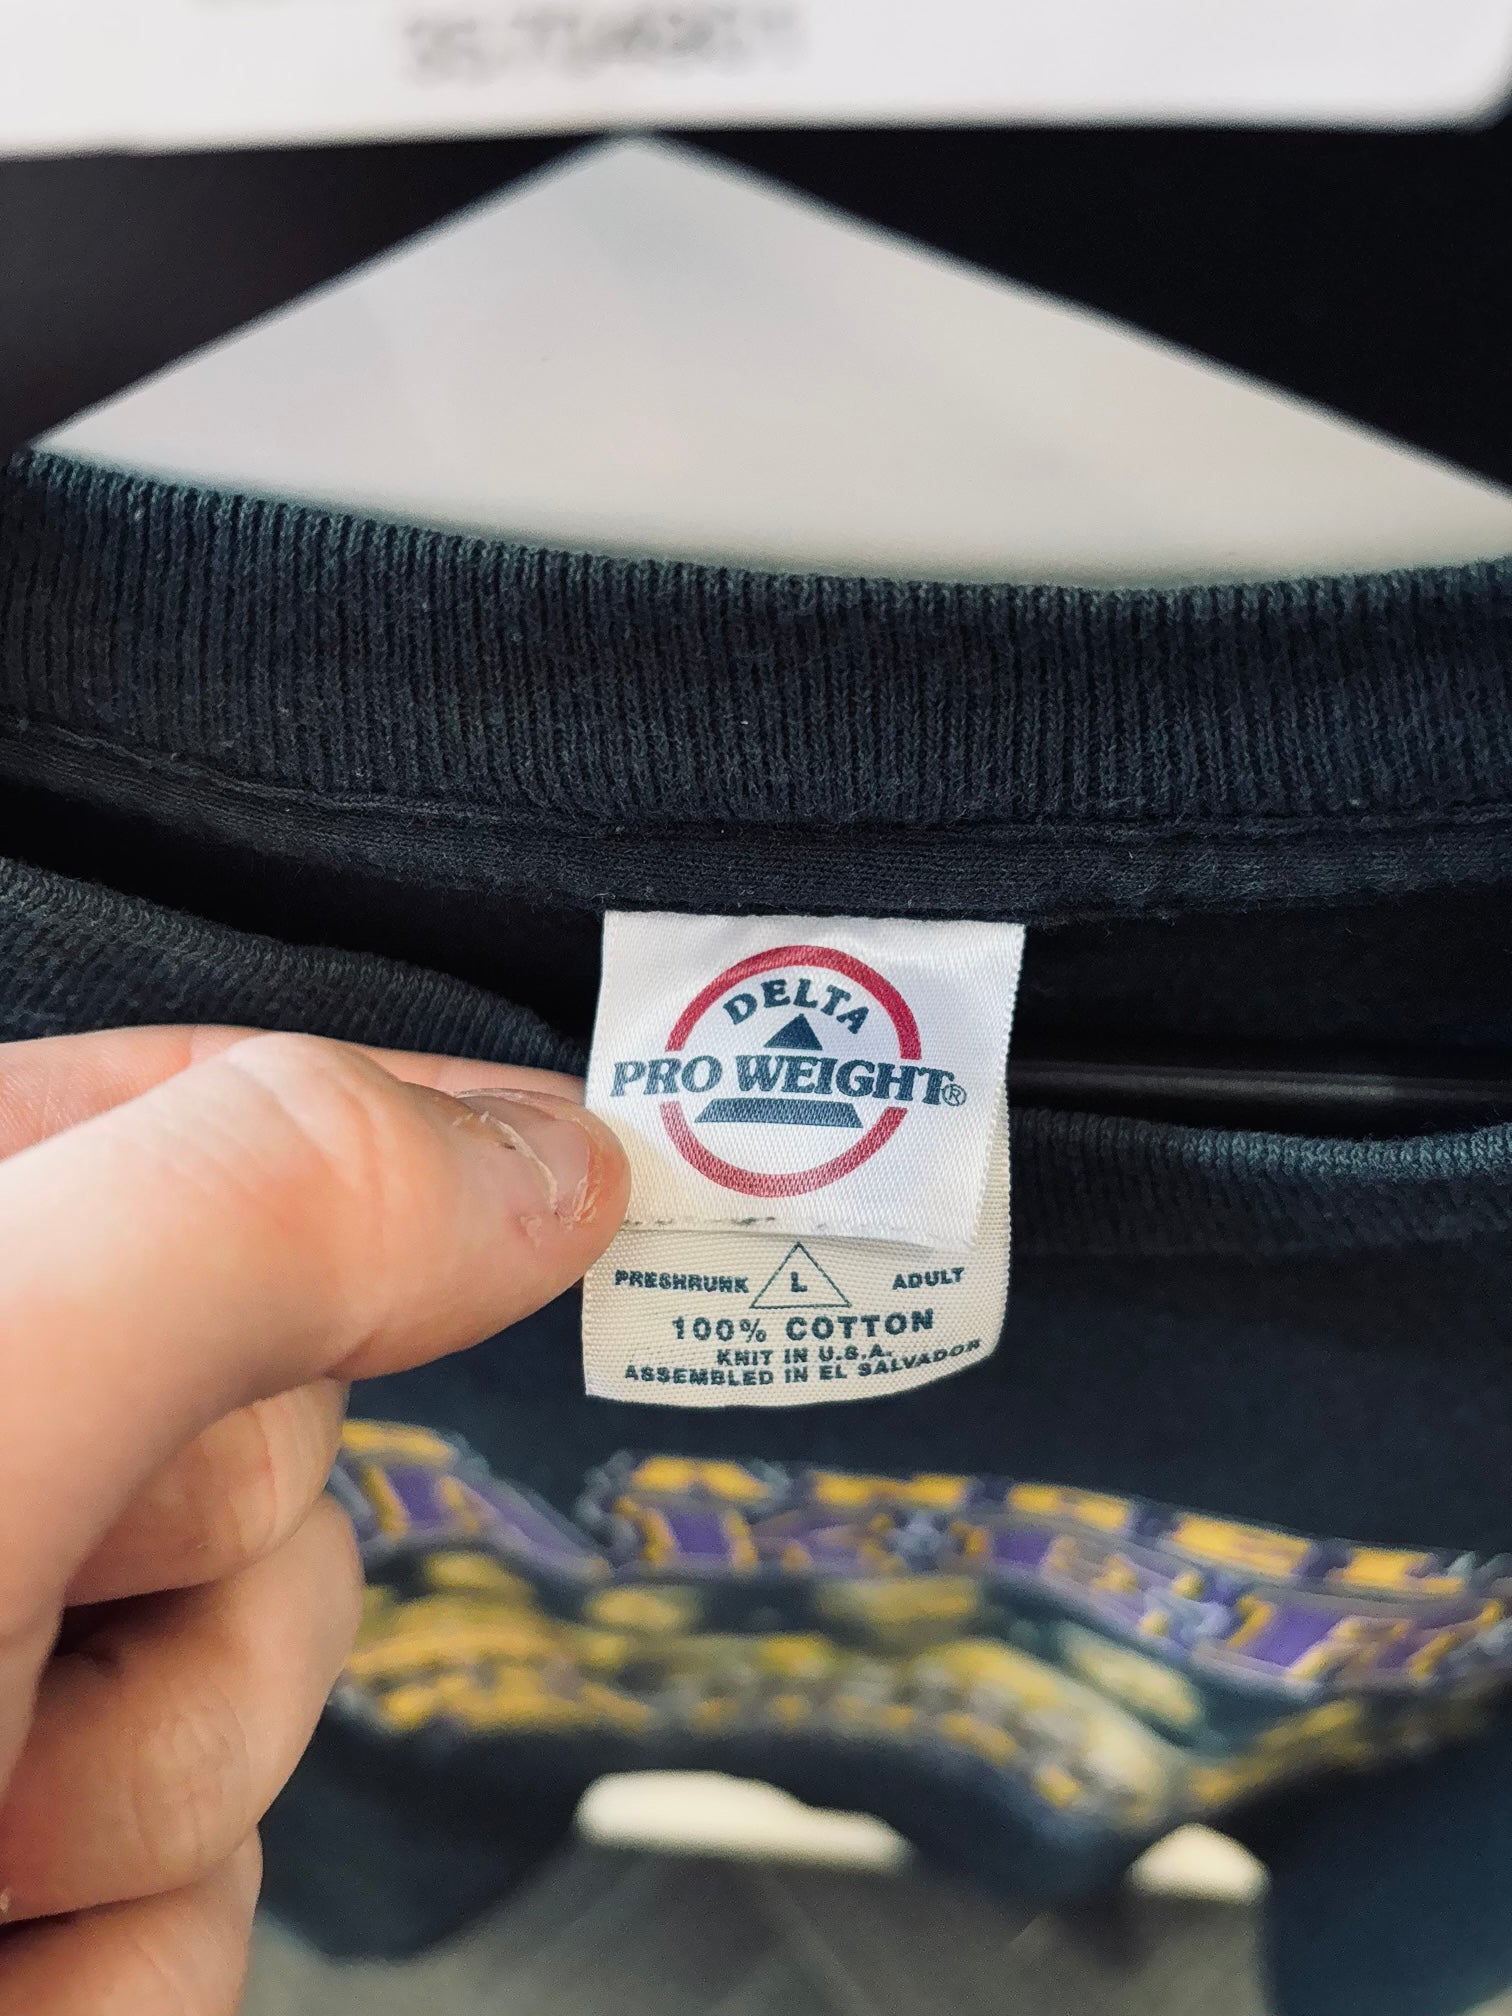 DELTA
PRO WEIGHT®
PRESHRUNK L ADULT
100% COTTON
KNIT IN U.S.A.
ASSEMBLED IN EL SALVADOR